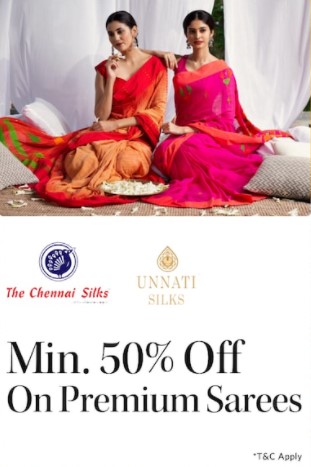 The Chennai Silks
UNNATI
SILKS
Min. 50% Off
On Premium Sarees
*T&C Apply